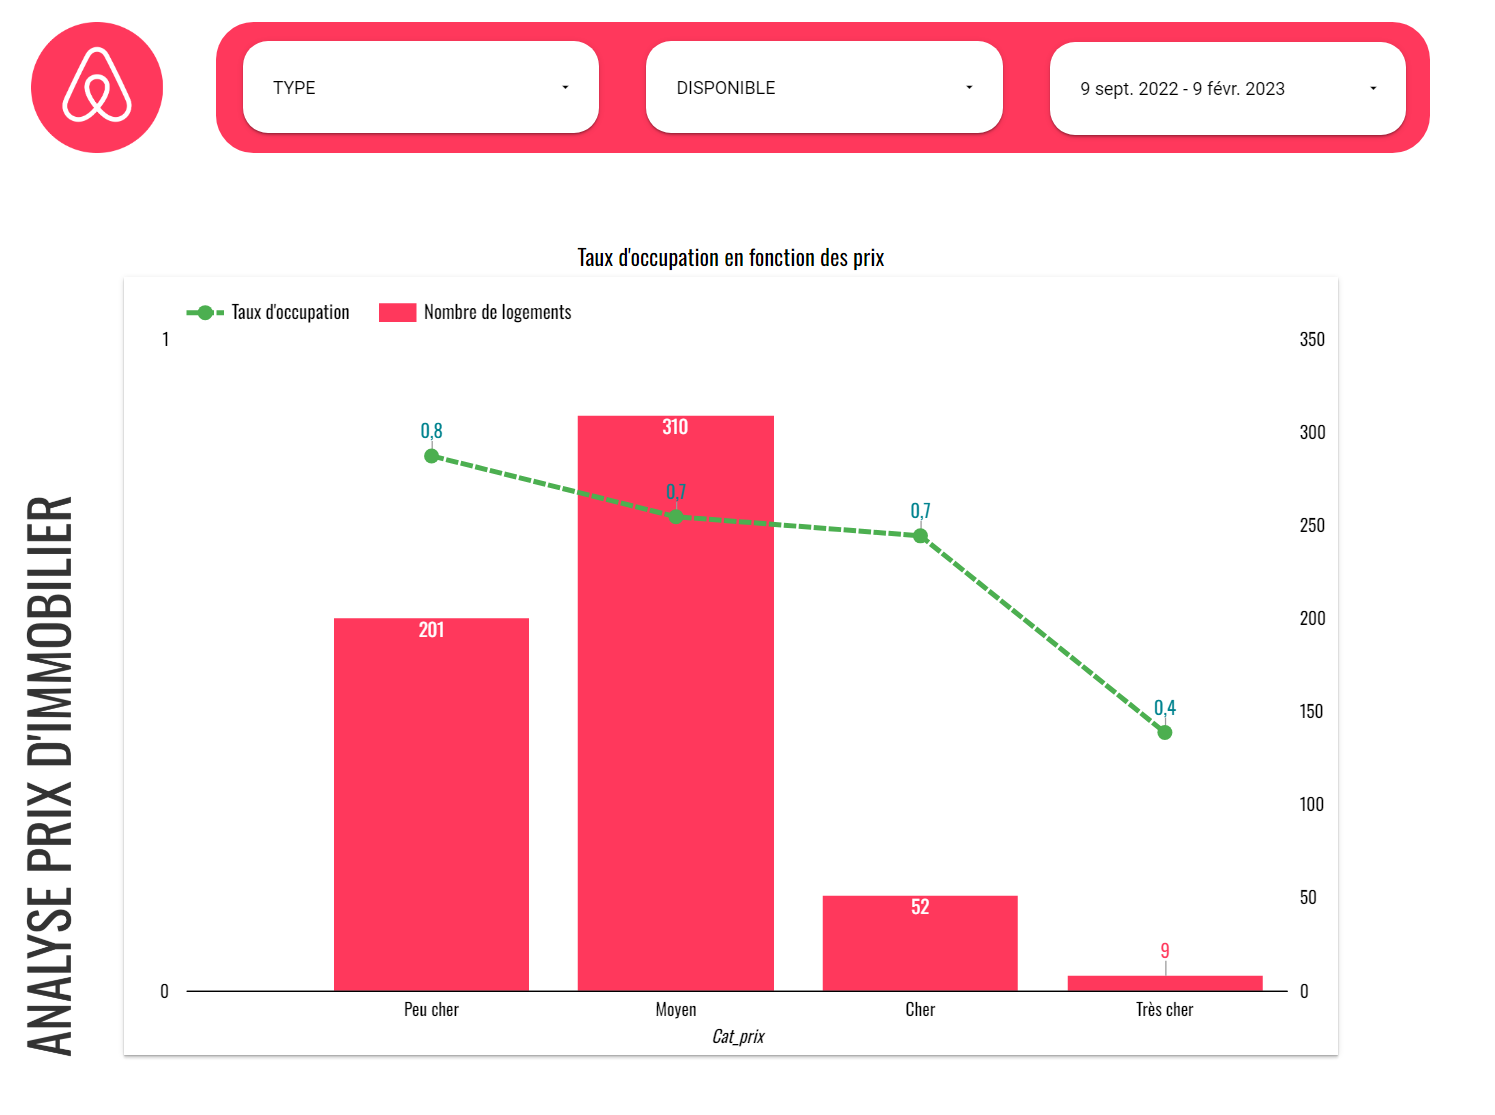 TYPE
DISPONIBLE
9 sept. 2022 - 9 févr. 2023
Taux d'occupation en fonction des prix
Taux d'occupation
Nombre de logements
1
350
300
250
200
150
100
50
0
0
0,8
0,7
0,7
0,4
201
310
52
9
Peu cher
Moyen
Cher
Très cher
Cat_prix
ANALYSE PRIX D'IMMOBILIER